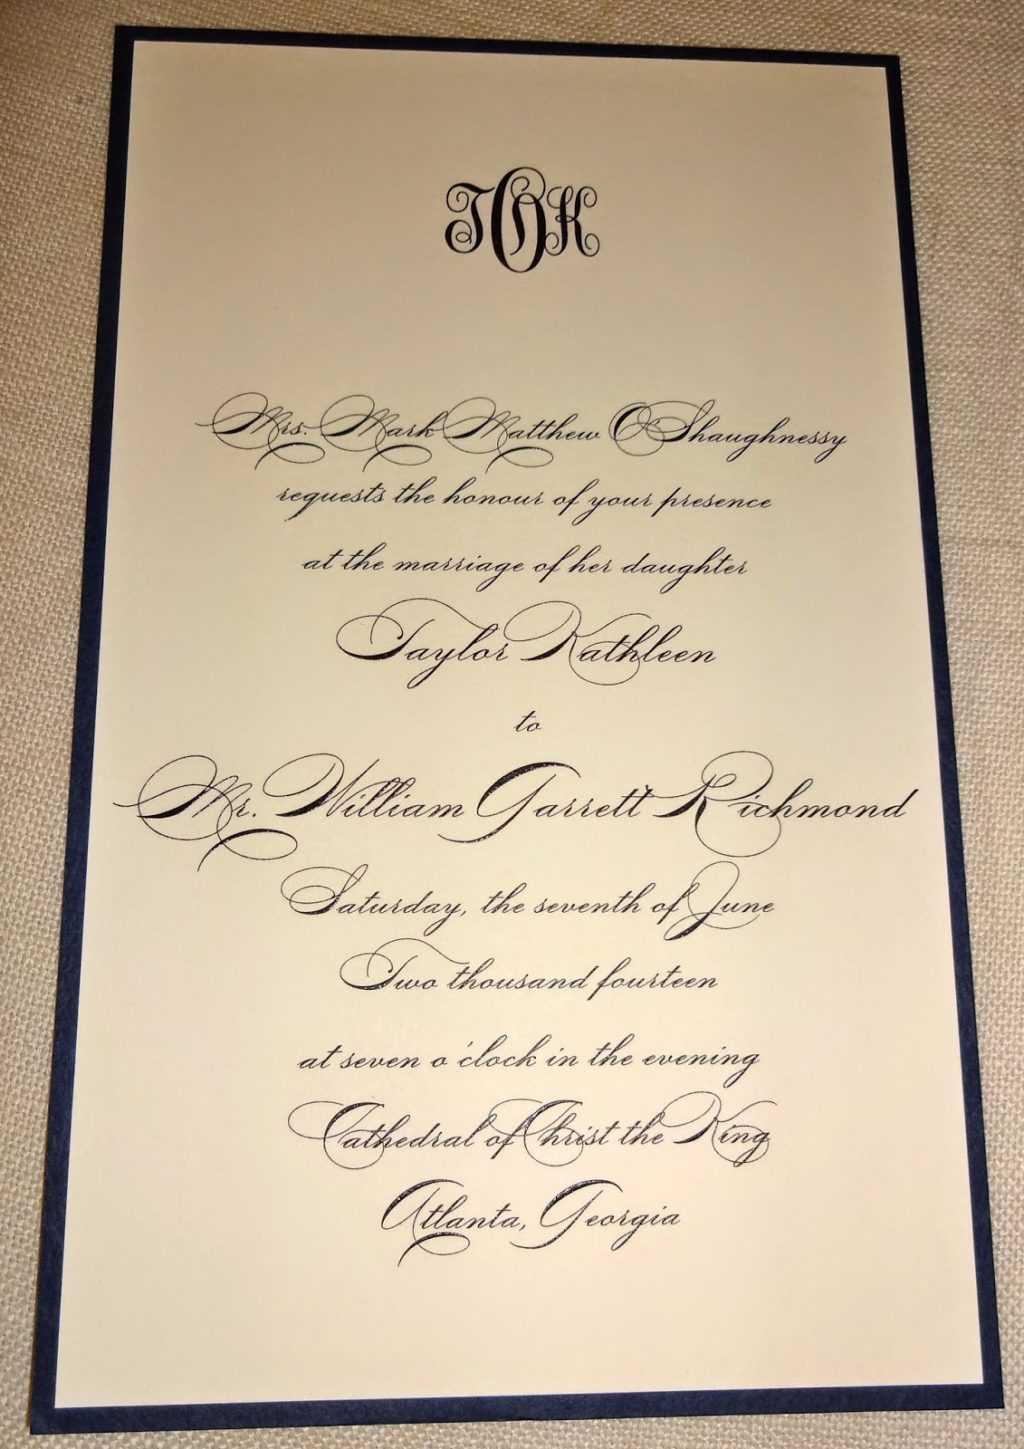 TOK
Mrs. Mark Matthew O'Shaughnessy
requests the honour of your presence
at the marriage of her daughter
Taylor Kathleen
to
Mr. William Garrett Richmond
Saturday, the seventh of June
Two thousand fourteen
at seven o'clock in the evening
Cathedral of Christ the King
Atlanta, Georgia